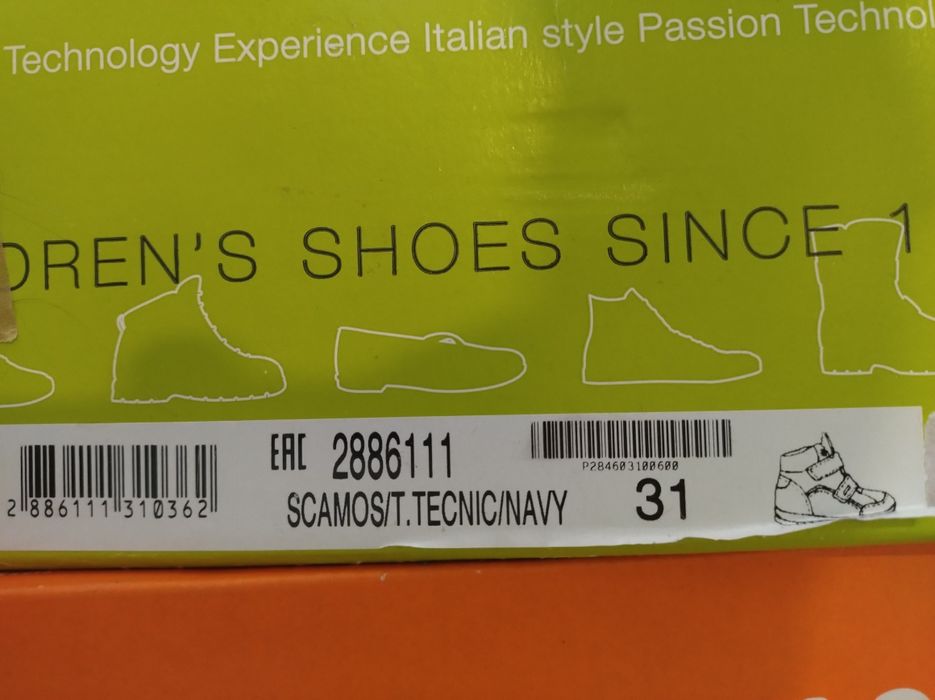 Technology Experience Italian style Passion Technol
DREN'S SHOES SINCE 1
EAC 2886111
P284603100600
2 886111 310362
SCAMOS/T.TECNIC/NAVY
31